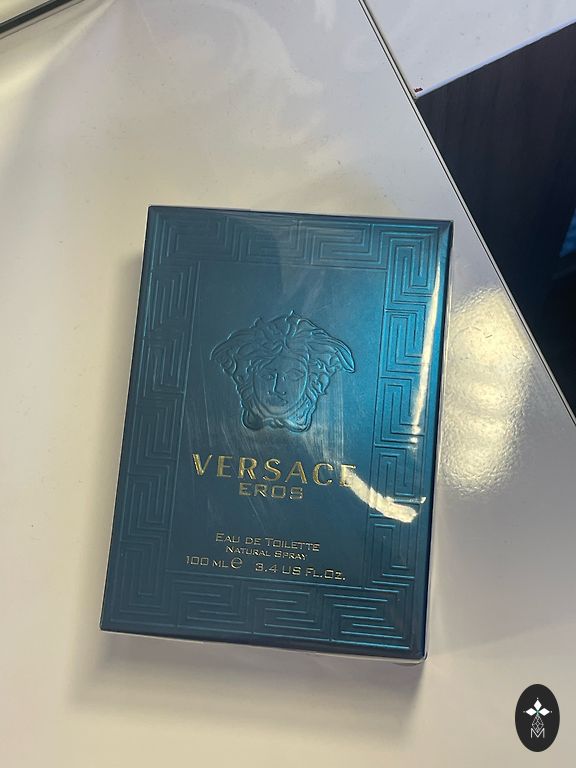 VERSACE
EROS
EAU DE TOILETTE
NATURAL SPRAY
100 ML ℮ 3.4 US FL.OZ.
M